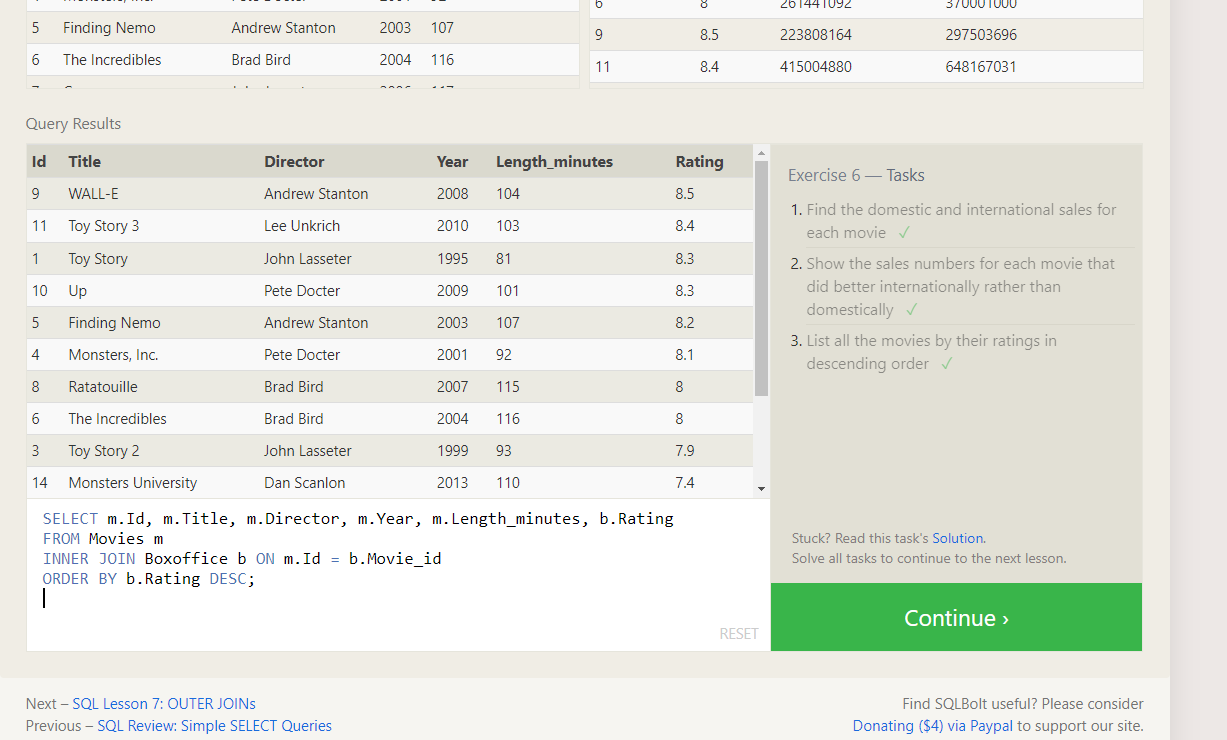 5 Finding Nemo Andrew Stanton 2003 107
6 The Incredibles Brad Bird 2004 116
6 8 261441092 370001000
9 8.5 223808164 297503696
11 8.4 415004880 648167031
Query Results
Id Title Director Year Length_minutes Rating
9 WALL-E Andrew Stanton 2008 104 8.5
11 Toy Story 3 Lee Unkrich 2010 103 8.4
1 Toy Story John Lasseter 1995 81 8.3
10 Up Pete Docter 2009 101 8.3
5 Finding Nemo Andrew Stanton 2003 107 8.2
4 Monsters, Inc. Pete Docter 2001 92 8.1
8 Ratatouille Brad Bird 2007 115 8
6 The Incredibles Brad Bird 2004 116 8
3 Toy Story 2 John Lasseter 1999 93 7.9
14 Monsters University Dan Scanlon 2013 110 7.4
SELECT m.Id, m.Title, m.Director, m.Year, m.Length_minutes, b.Rating
FROM Movies m
INNER JOIN Boxoffice b ON m.Id = b.Movie_id
ORDER BY b.Rating DESC;
RESET
Exercise 6 — Tasks
1. Find the domestic and international sales for
each movie ✓
2. Show the sales numbers for each movie that
did better internationally rather than
domestically ✓
3. List all the movies by their ratings in
descending order ✓
Stuck? Read this task's Solution.
Solve all tasks to continue to the next lesson.
Continue ›
Next – SQL Lesson 7: OUTER JOINs
Previous – SQL Review: Simple SELECT Queries
Find SQLBolt useful? Please consider
Donating ($4) via Paypal to support our site.